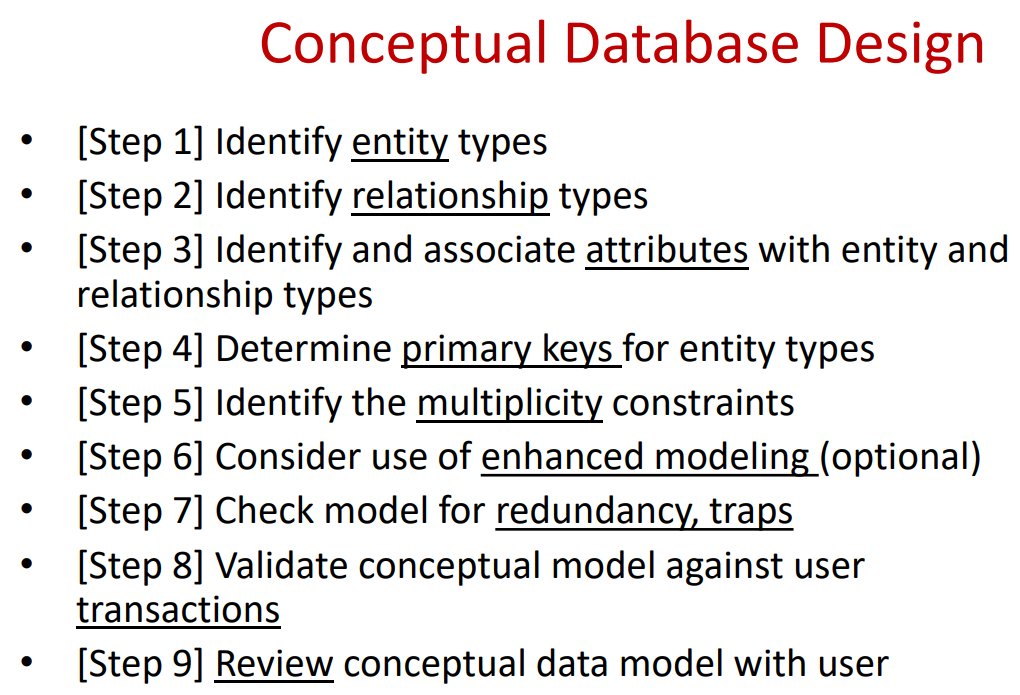 Conceptual Database Design
• [Step 1] Identify entity types
• [Step 2] Identify relationship types
• [Step 3] Identify and associate attributes with entity and
relationship types
• [Step 4] Determine primary keys for entity types
• [Step 5] Identify the multiplicity constraints
• [Step 6] Consider use of enhanced modeling (optional)
• [Step 7] Check model for redundancy, traps
• [Step 8] Validate conceptual model against user
transactions
• [Step 9] Review conceptual data model with user